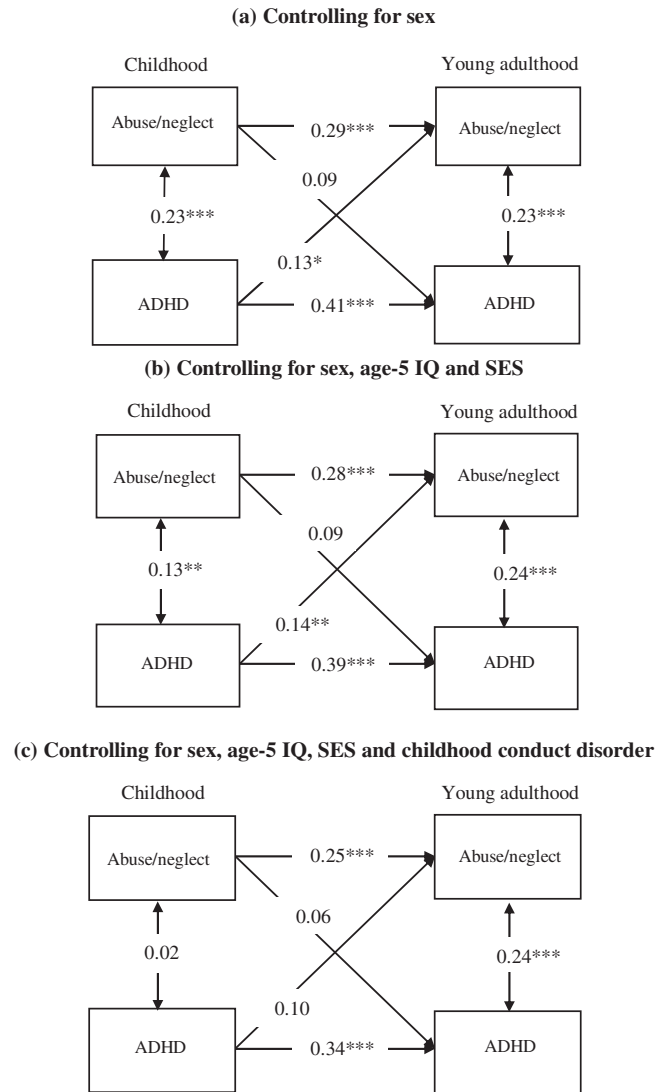 (a) Controlling for sex
Childhood
Young adulthood
Abuse/neglect
0.29***
Abuse/neglect
0.09
0.23***
0.23***
0.13*
ADHD
0.41***
ADHD
(b) Controlling for sex, age-5 IQ and SES
Childhood
Young adulthood
Abuse/neglect
0.28***
Abuse/neglect
0.09
0.13**
0.24***
0.14**
ADHD
0.39***
ADHD
(c) Controlling for sex, age-5 IQ, SES and childhood conduct disorder
Childhood
Young adulthood
Abuse/neglect
0.25***
Abuse/neglect
0.06
0.02
0.24***
0.10
ADHD
0.34***
ADHD